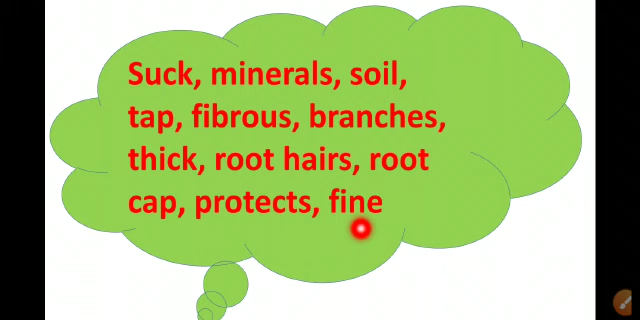 Suck, minerals, soil,
tap, fibrous, branches,
thick, root hairs, root
cap, protects, fine